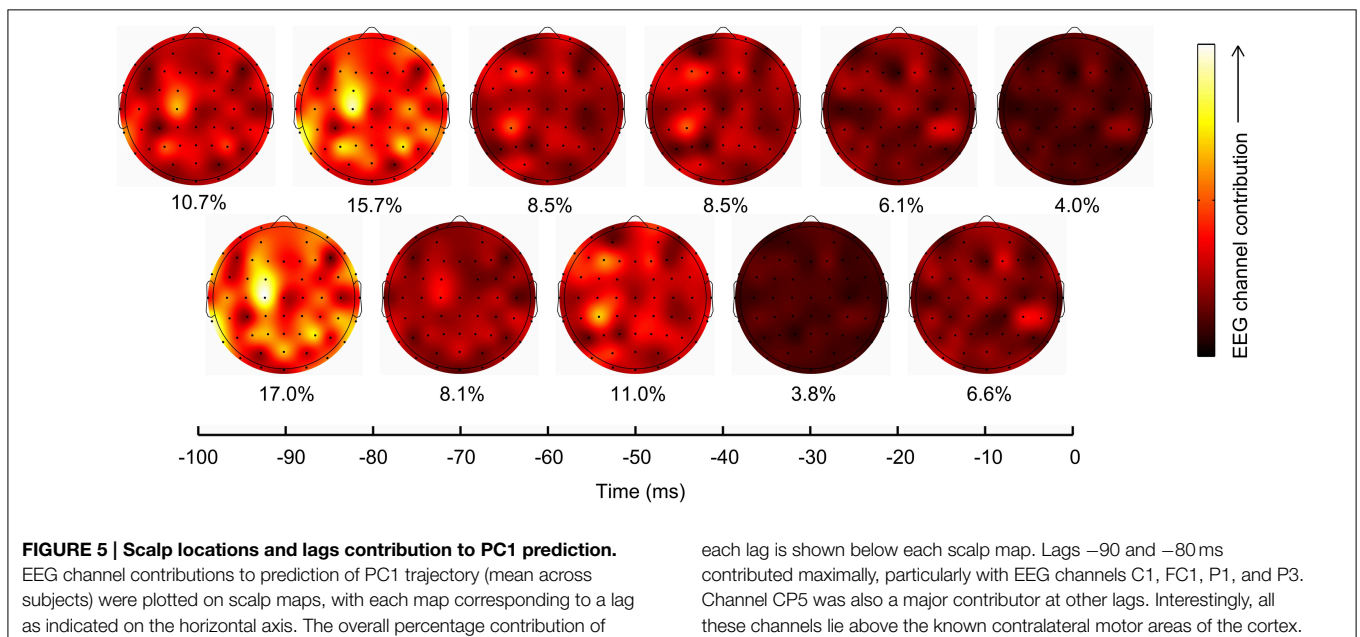 10.7%
15.7%
8.5%
8.5%
6.1%
4.0%
17.0%
8.1%
11.0%
3.8%
6.6%
EEG channel contribution
-100 -90 -80 -70 -60 -50 -40 -30 -20 -10 0
Time (ms)
FIGURE 5 | Scalp locations and lags contribution to PC1 prediction.
EEG channel contributions to prediction of PC1 trajectory (mean across
subjects) were plotted on scalp maps, with each map corresponding to a lag
as indicated on the horizontal axis. The overall percentage contribution of
each lag is shown below each scalp map. Lags −90 and −80 ms
contributed maximally, particularly with EEG channels C1, FC1, P1, and P3.
Channel CP5 was also a major contributor at other lags. Interestingly, all
these channels lie above the known contralateral motor areas of the cortex.